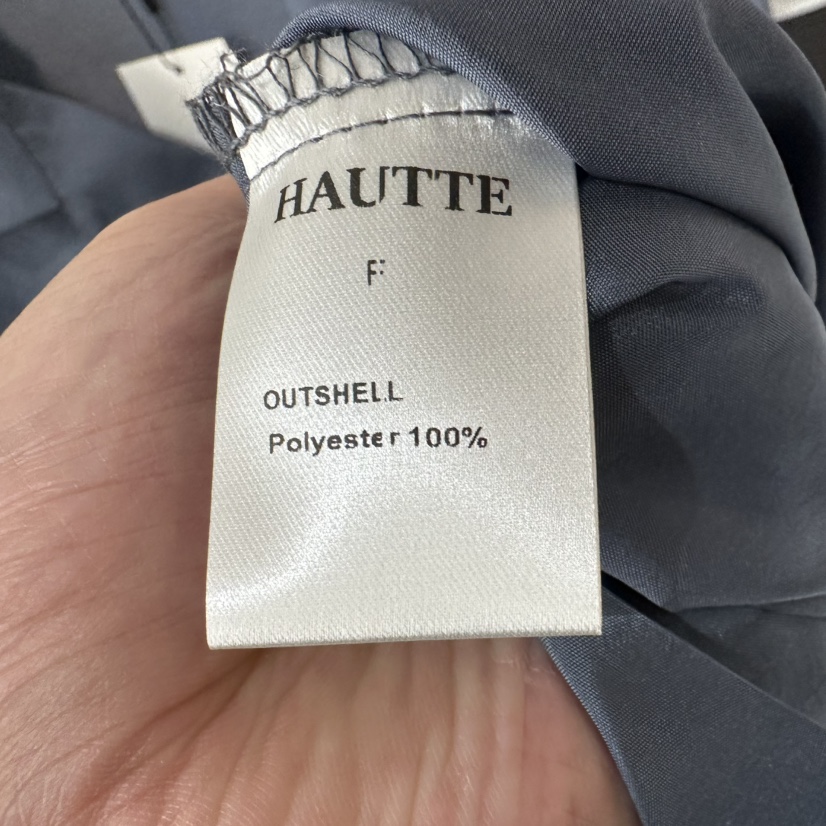 HAUTTE
F
OUTSHELL
Polyester 100%